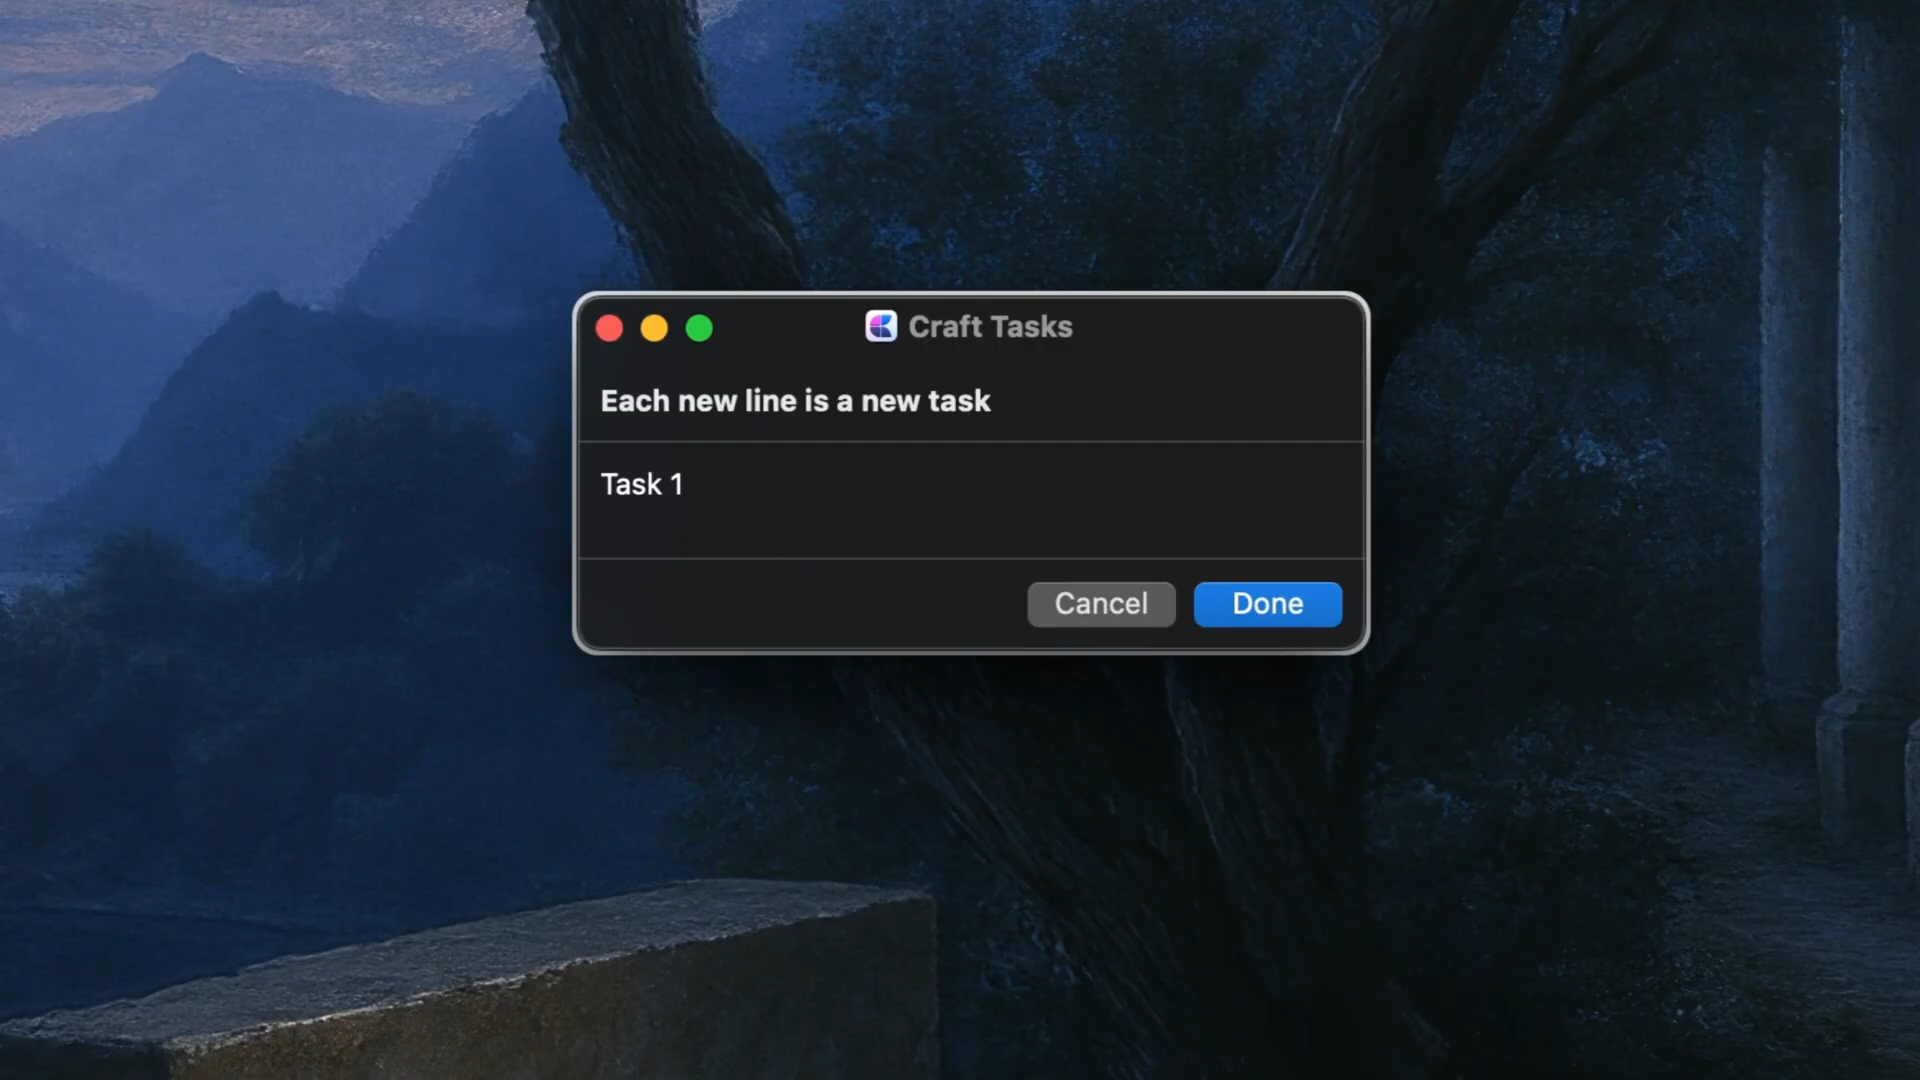 Craft Tasks
Each new line is a new task
Task 1
Cancel
Done